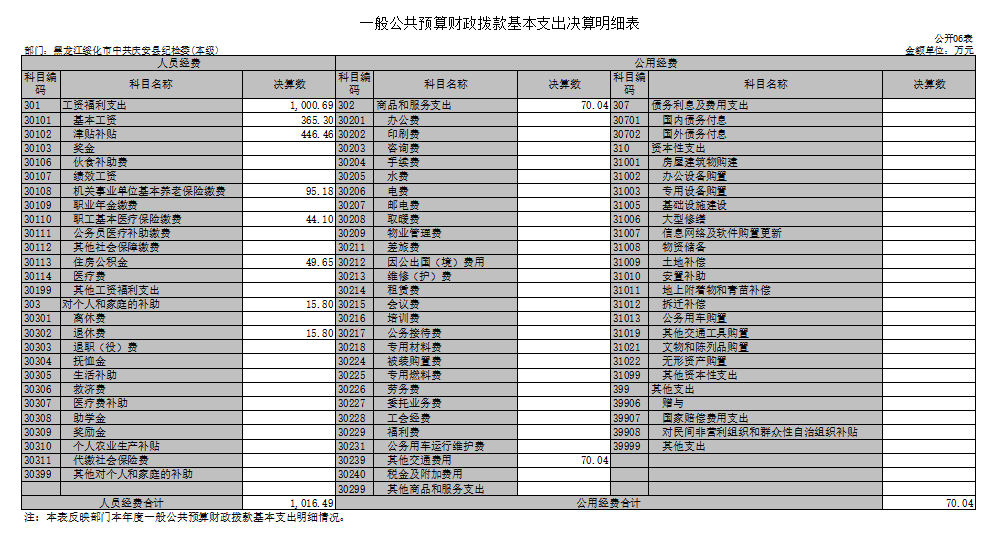 一般公共预算财政拨款基本支出决算明细表
公开06表
部门：黑龙江绥化市中共庆安县纪检委(本级) 金额单位：万元
人员经费 公用经费
科目编码 科目名称 决算数 科目编码 科目名称 决算数 科目编码 科目名称 决算数
301 工资福利支出 1,000.69 302 商品和服务支出 70.04 307 债务利息及费用支出
30101 基本工资 365.30 30201 办公费 30701 国内债务付息
30102 津贴补贴 446.46 30202 印刷费 30702 国外债务付息
30103 奖金 30203 咨询费 310 资本性支出
30106 伙食补助费 30204 手续费 31001 房屋建筑物购建
30107 绩效工资 30205 水费 31002 办公设备购置
30108 机关事业单位基本养老保险缴费 95.18 30206 电费 31003 专用设备购置
30109 职业年金缴费 30207 邮电费 31005 基础设施建设
30110 职工基本医疗保险缴费 44.10 30208 取暖费 31006 大型修缮
30111 公务员医疗补助缴费 30209 物业管理费 31007 信息网络及软件购置更新
30112 其他社会保障缴费 30211 差旅费 31008 物资储备
30113 住房公积金 49.65 30212 因公出国（境）费用 31009 土地补偿
30114 医疗费 30213 维修（护）费 31010 安置补助
30199 其他工资福利支出 30214 租赁费 31011 地上附着物和青苗补偿
303 对个人和家庭的补助 15.80 30215 会议费 31012 拆迁补偿
30301 离休费 30216 培训费 31013 公务用车购置
30302 退休费 15.80 30217 公务接待费 31019 其他交通工具购置
30303 退职（役）费 30218 专用材料费 31021 文物和陈列品购置
30304 抚恤金 30224 被装购置费 31022 无形资产购置
30305 生活补助 30225 专用燃料费 31099 其他资本性支出
30306 救济费 30226 劳务费 399 其他支出
30307 医疗费补助 30227 委托业务费 39906 赠与
30308 助学金 30228 工会经费 39907 国家赔偿费用支出
30309 奖励金 30229 福利费 39908 对民间非营利组织和群众性自治组织补贴
30310 个人农业生产补贴 30231 公务用车运行维护费 39999 其他支出
30311 代缴社会保险费 30239 其他交通费用 70.04
30399 其他对个人和家庭的补助 30240 税金及附加费用
30299 其他商品和服务支出
人员经费合计 1,016.49 公用经费合计 70.04
注：本表反映部门本年度一般公共预算财政拨款基本支出明细情况。